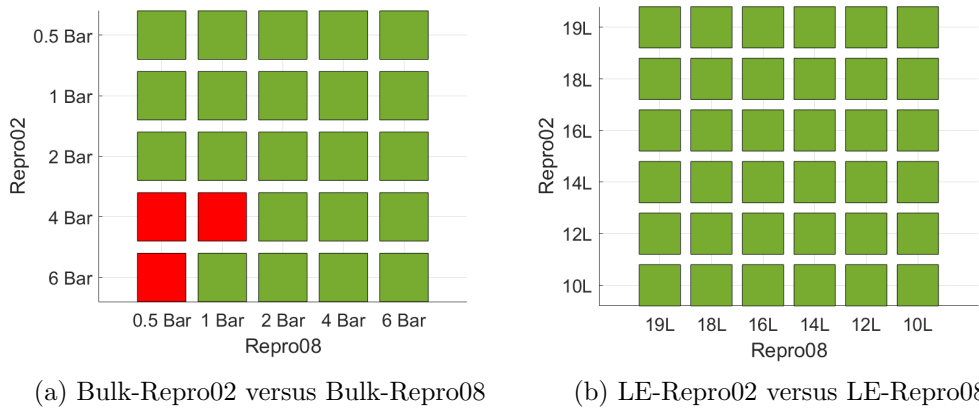 0.5 Bar
1 Bar
2 Bar
4 Bar
6 Bar
Repro02
0.5 Bar 1 Bar 2 Bar 4 Bar 6 Bar
Repro08
(a) Bulk-Repro02 versus Bulk-Repro08
19L
18L
16L
14L
12L
10L
Repro02
19L 18L 16L 14L 12L 10L
Repro08
(b) LE-Repro02 versus LE-Repro08